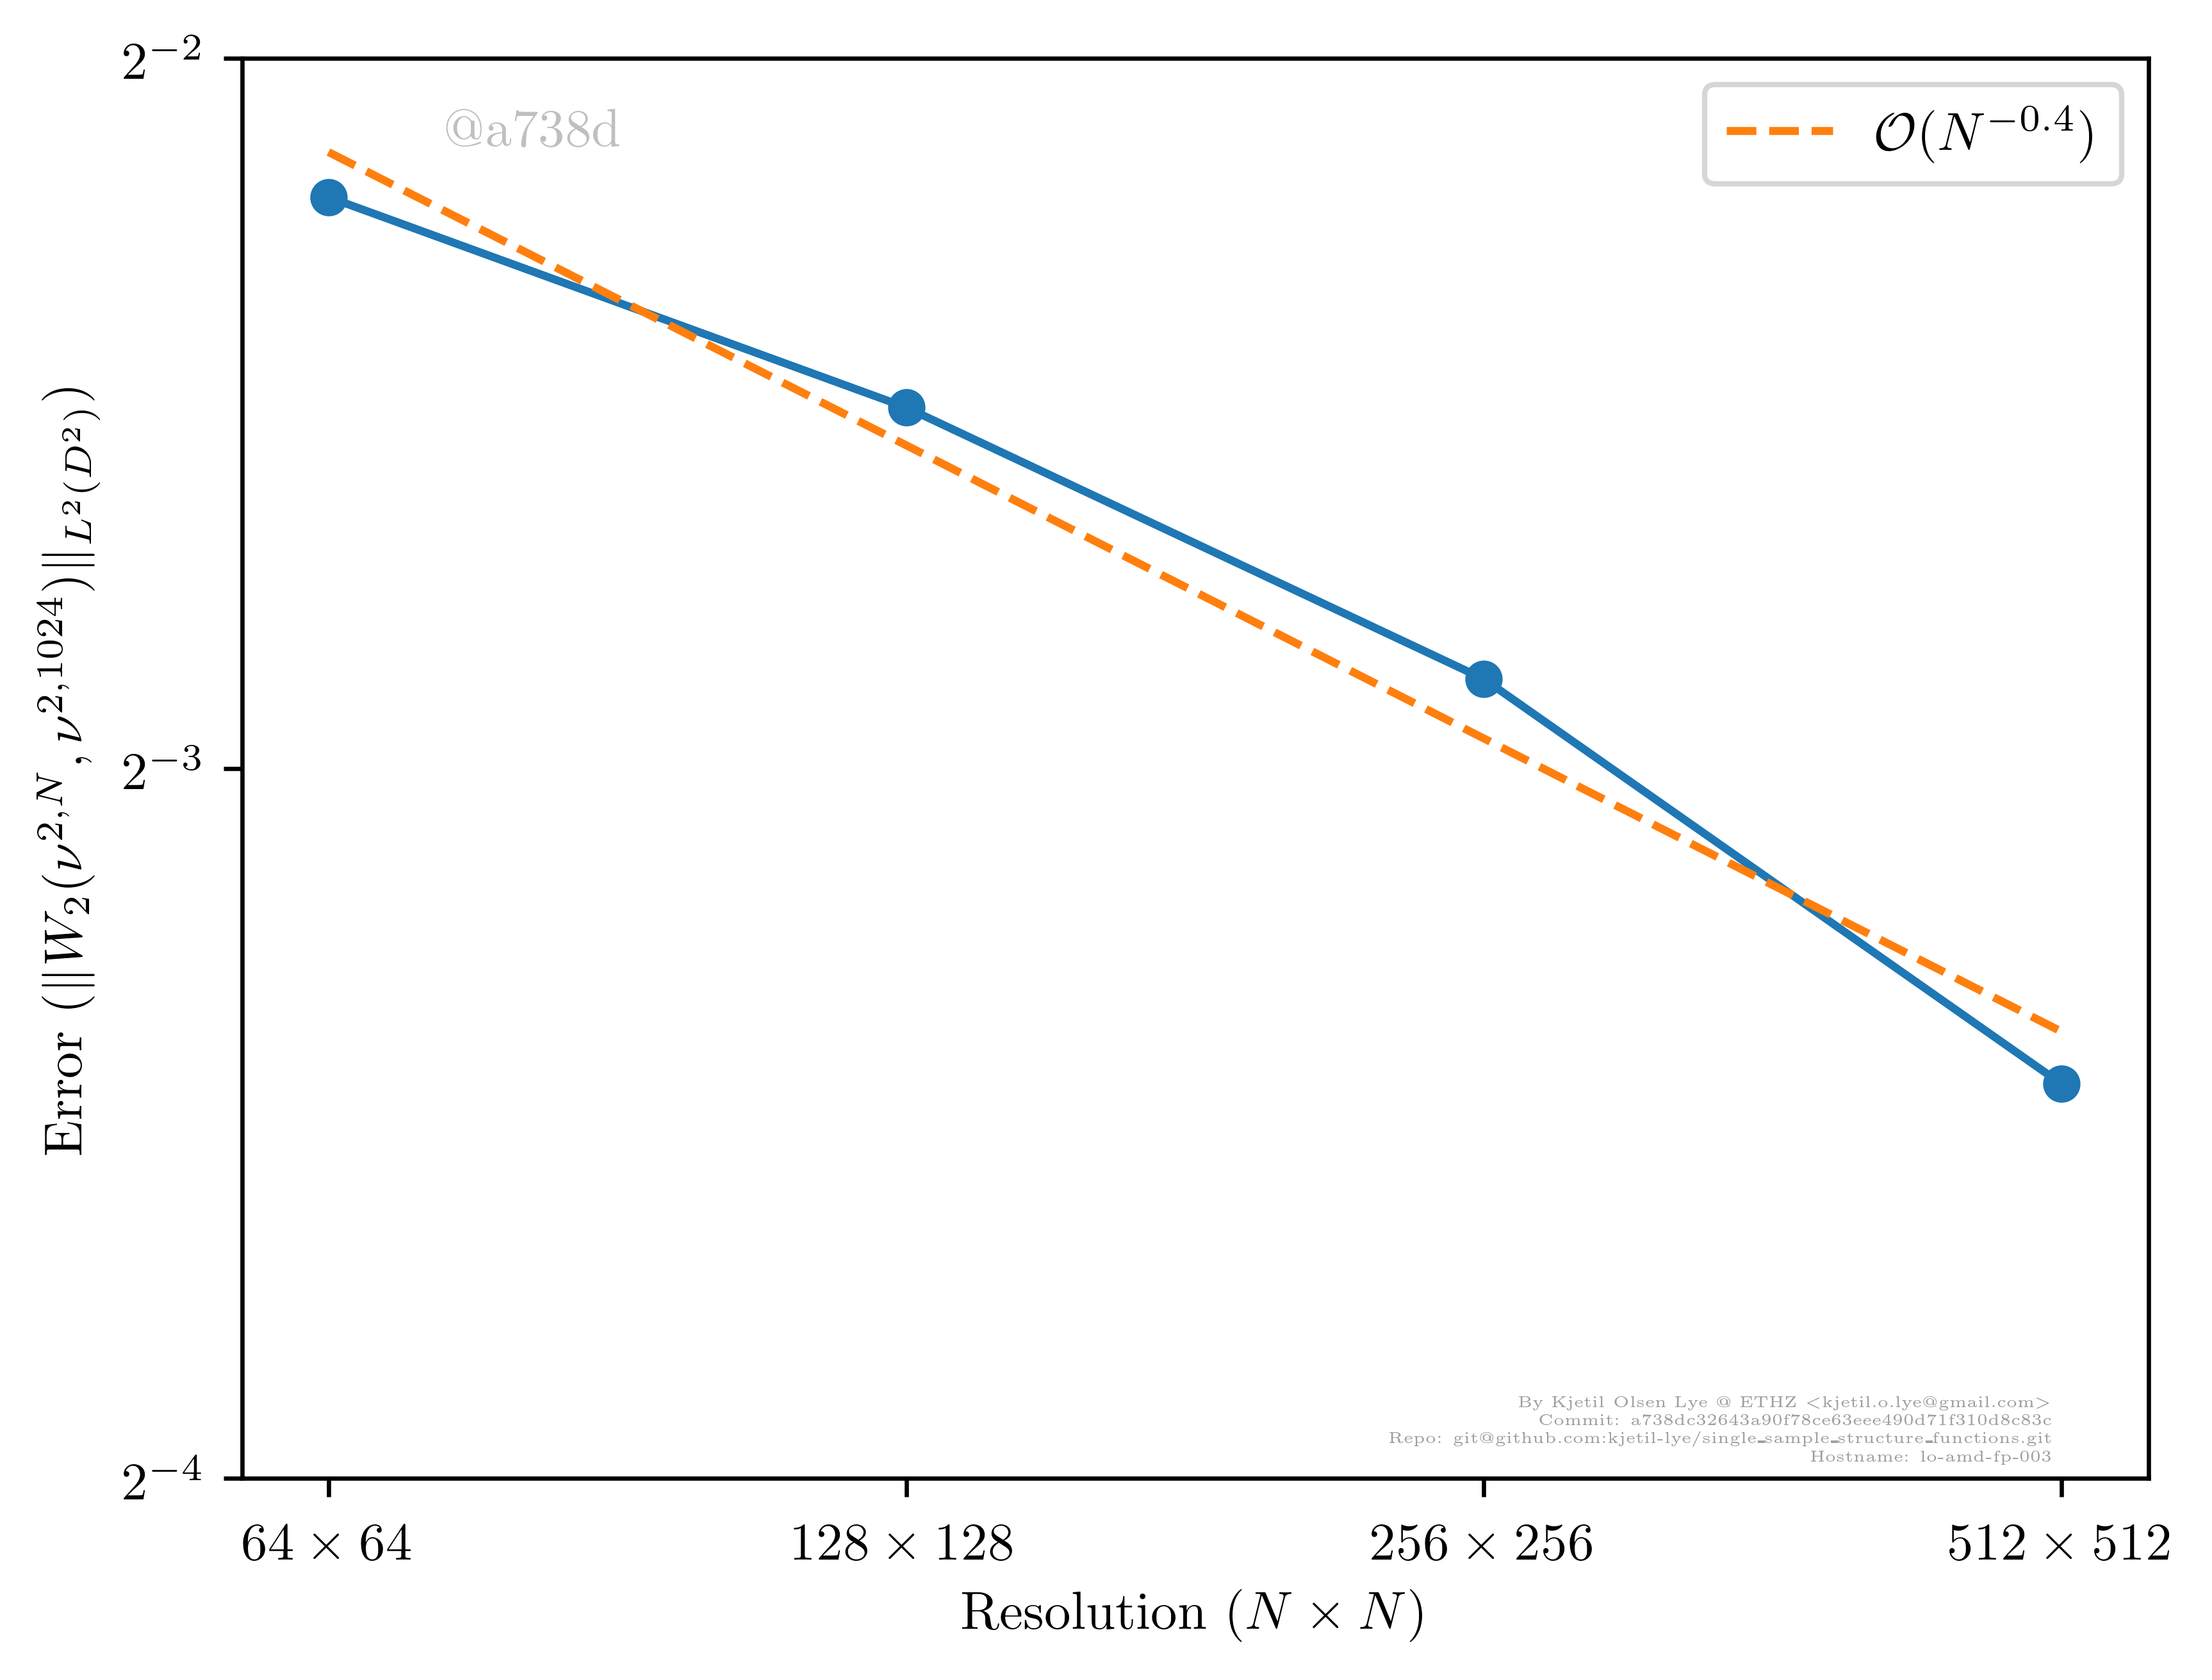 @a738d
𝒪(N^{−0.4})
2^{−2}
2^{−3}
2^{−4}
Error (||W_2(ν^{2,N}, ν^{2,1024})||_{L^2(D^2)})
By Kjetil Olsen Lye @ ETHZ <kjetil.o.lye@gmail.com>
Commit: a738dc32643a90f78ce63eee490d71f310d8c83c
Repo: git@github.com:kjetil-lye/single_sample_structure_functions.git
Hostname: lo-amd-fp-003
64 × 64
128 × 128
256 × 256
512 × 512
Resolution (N × N)